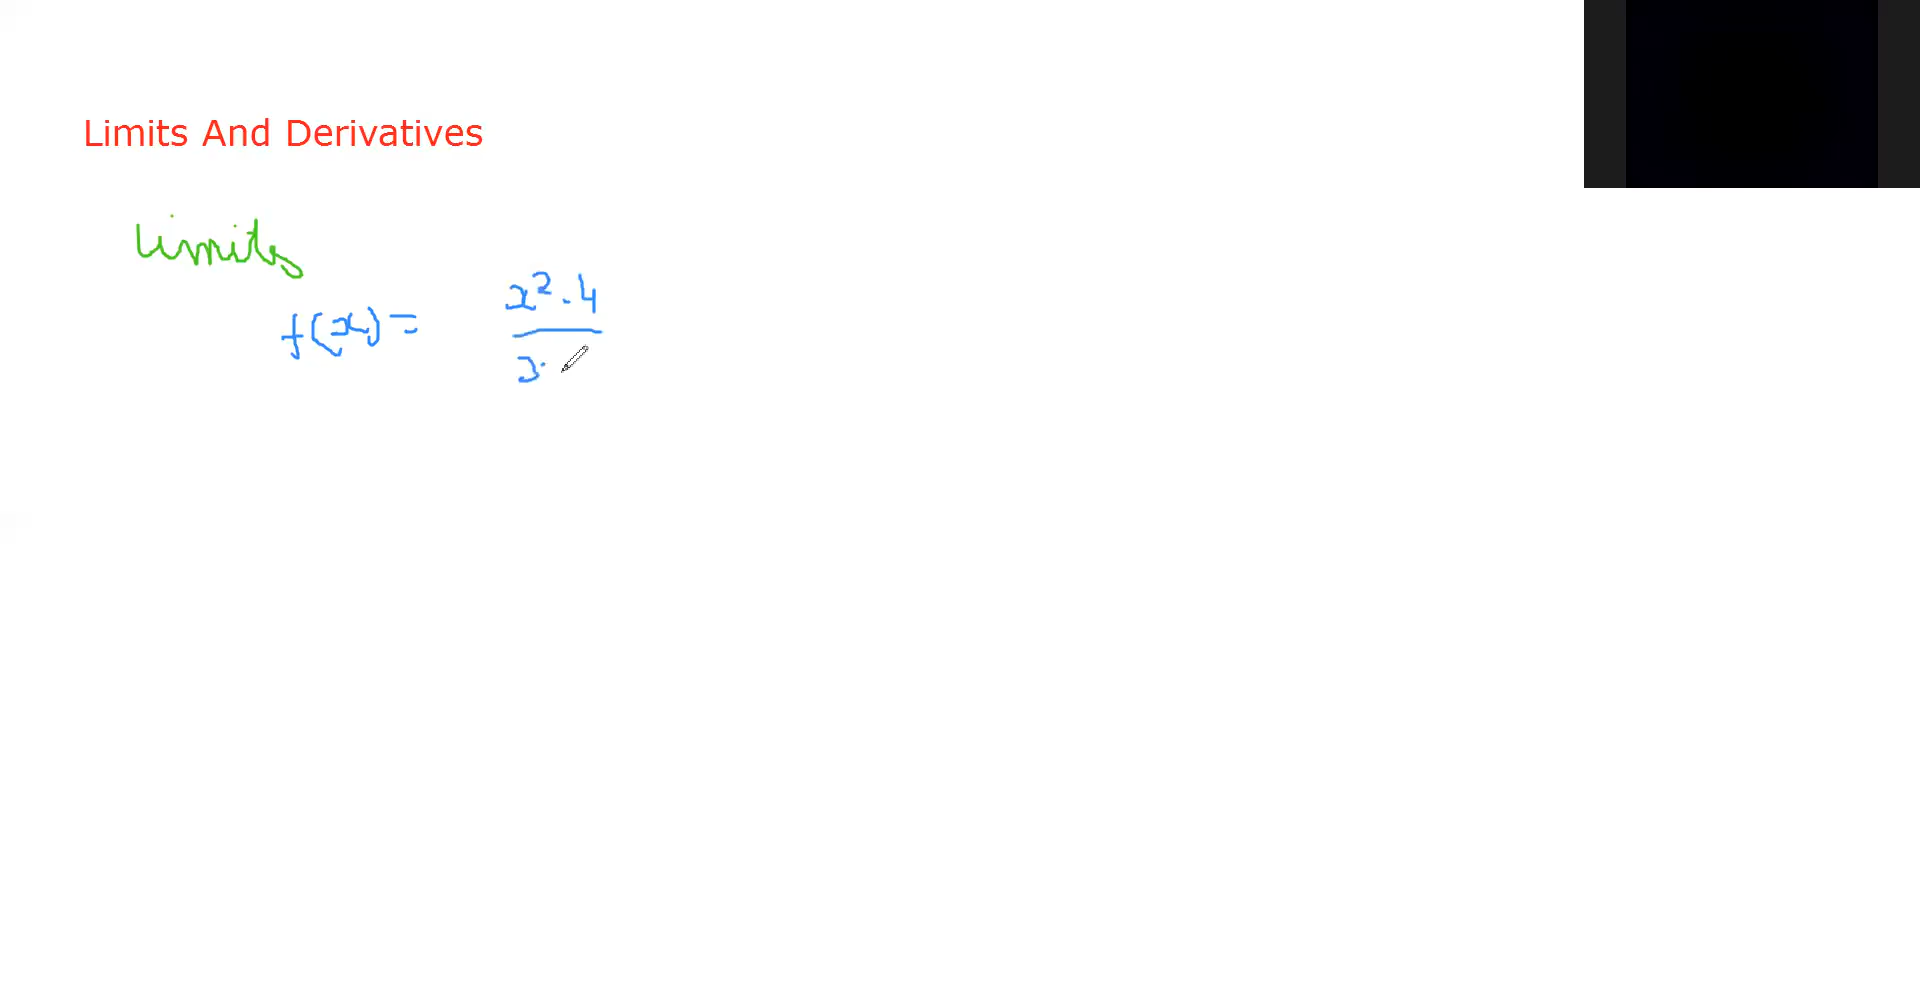 Limits And Derivatives
limits
f(x) = x² - 4